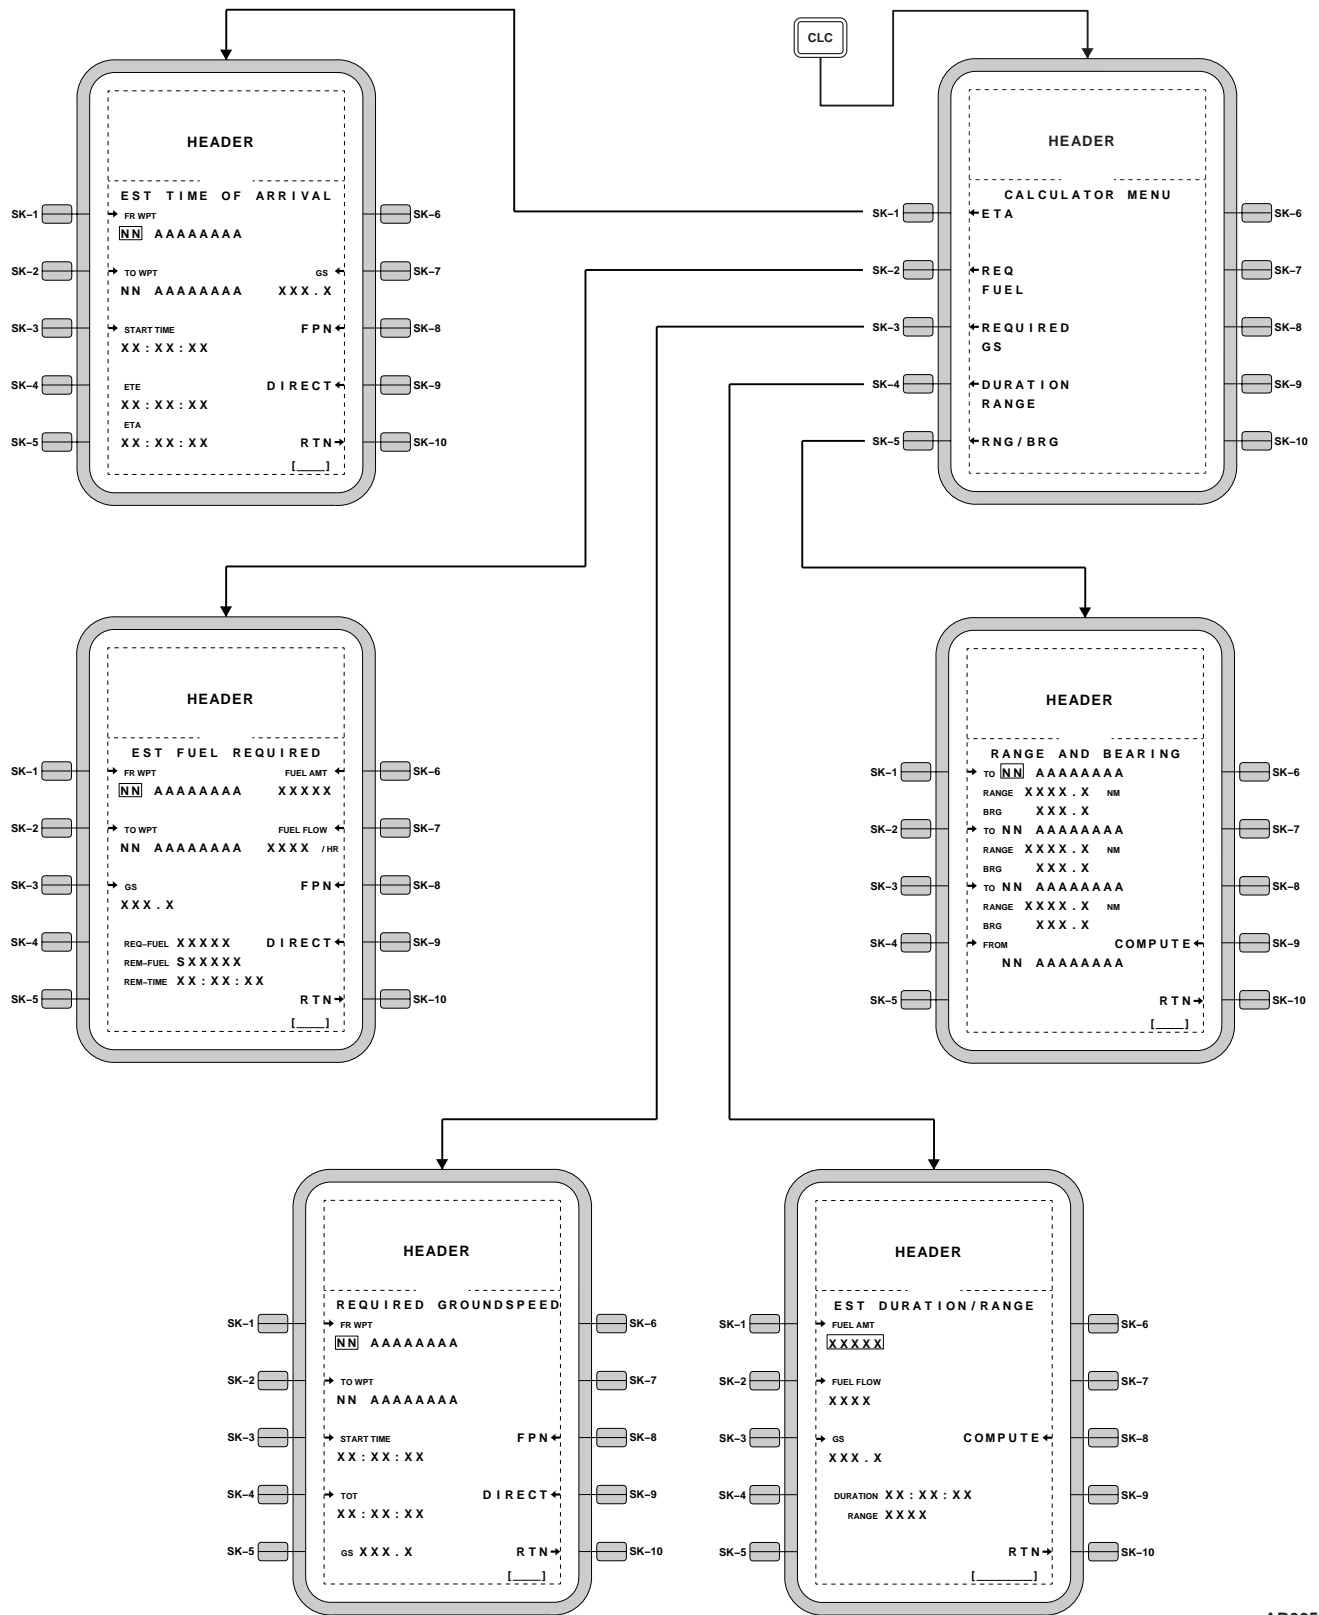 CLC
HEADER
EST TIME OF ARRIVAL
SK–1
→ FR WPT
SK–6
NN AAAAAAAA
SK–2
→ TO WPT
GS ←
SK–7
NN AAAAAAAA XXX.X
SK–3
→ START TIME
FPN←
SK–8
XX:XX:XX
SK–4
ETE
DIRECT←
SK–9
XX:XX:XX
ETA
SK–5
XX:XX:XX
RTN→
SK–10
[____]
HEADER
CALCULATOR MENU
SK–1
←ETA
SK–6
SK–2
←REQ
SK–7
FUEL
SK–3
←REQUIRED
SK–8
GS
SK–4
←DURATION
SK–9
RANGE
SK–5
←RNG/BRG
SK–10
HEADER
EST FUEL REQUIRED
SK–1
→ FR WPT
FUEL AMT ←
SK–6
NN AAAAAAAA XXXXX
SK–2
→ TO WPT
FUEL FLOW ←
SK–7
NN AAAAAAAA XXXX /HR
SK–3
→ GS
FPN←
SK–8
XXX.X
SK–4
REQ–FUEL XXXXX
DIRECT←
SK–9
REM–FUEL SXXXXX
REM–TIME XX:XX:XX
SK–5
RTN→
SK–10
[____]
HEADER
RANGE AND BEARING
SK–1
→ TO NN AAAAAAAA
SK–6
RANGE XXXX.X NM
BRG XXX.X
SK–2
→ TO NN AAAAAAAA
SK–7
RANGE XXXX.X NM
BRG XXX.X
SK–3
→ TO NN AAAAAAAA
SK–8
RANGE XXXX.X NM
BRG XXX.X
SK–4
→ FROM
COMPUTE←
SK–9
NN AAAAAAAA
SK–5
RTN→
SK–10
[____]
HEADER
REQUIRED GROUNDSPEED
SK–1
→ FR WPT
SK–6
NN AAAAAAAA
SK–2
→ TO WPT
SK–7
NN AAAAAAAA
SK–3
→ START TIME
FPN←
SK–8
XX:XX:XX
SK–4
→ TOT
DIRECT←
SK–9
XX:XX:XX
SK–5
GS XXX.X
RTN→
SK–10
[____]
HEADER
EST DURATION/RANGE
SK–1
→ FUEL AMT
SK–6
XXXXX
SK–2
→ FUEL FLOW
SK–7
XXXX
SK–3
→ GS
COMPUTE←
SK–8
XXX.X
SK–4
DURATION XX:XX:XX
SK–9
RANGE XXXX
SK–5
RTN→
SK–10
[________]